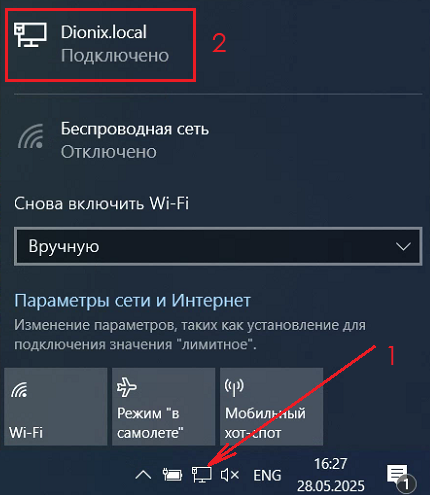 Dionix.local
Подключено
2
Беспроводная сеть
Отключено
Снова включить Wi-Fi
Вручную
Параметры сети и Интернет
Изменение параметров, таких как установление для
подключения значения "лимитное".
1
Wi-Fi
Режим "в
самолете"
Мобильный
хот-спот
ENG
16:27
28.05.2025
1